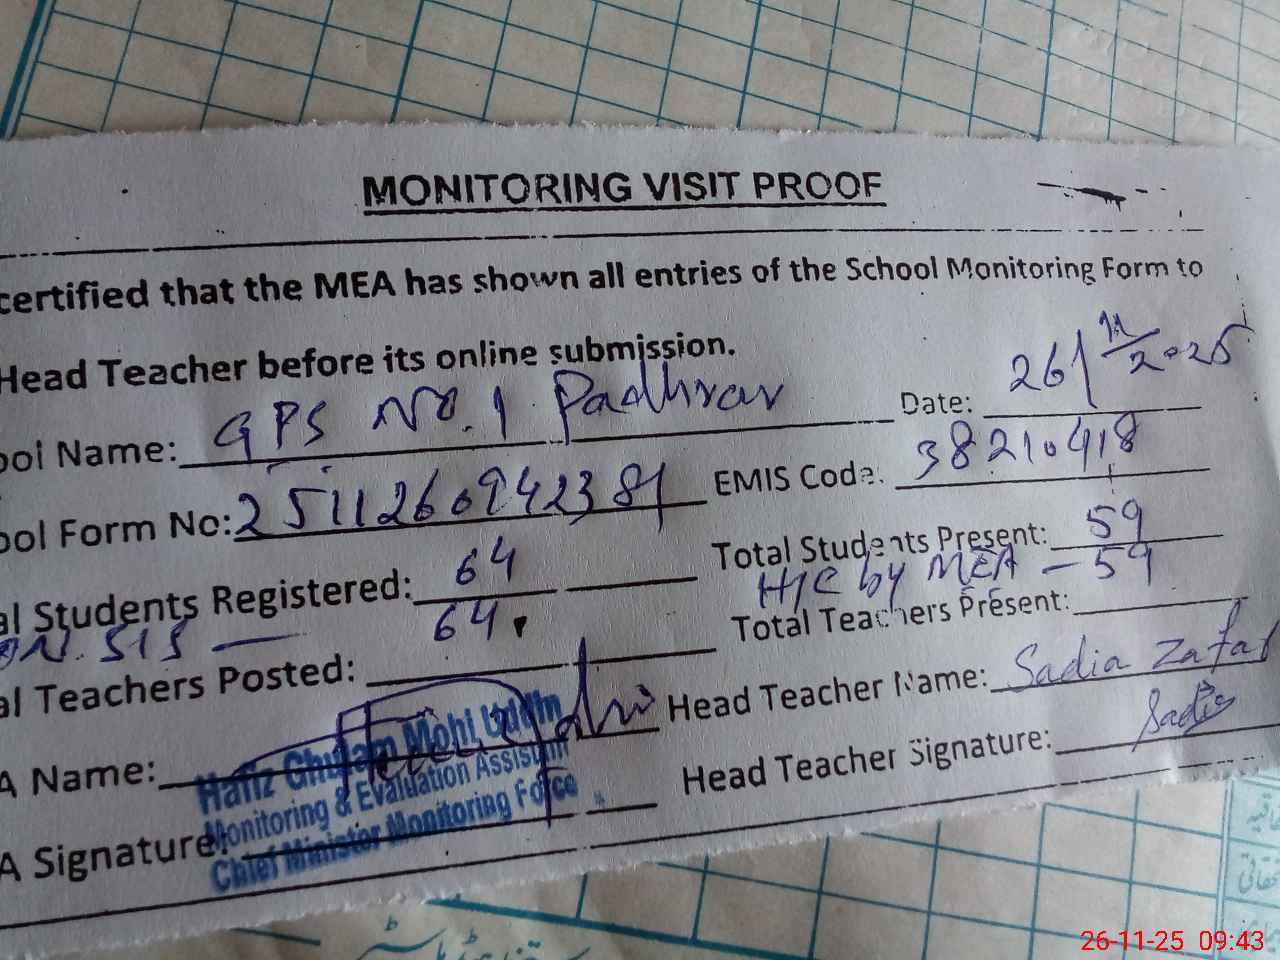 MONITORING VISIT PROOF
certified that the MEA has shown all entries of the School Monitoring Form to
Head Teacher before its online submission.
ool Name: GPS No. 1 Padhrar Date: 26/11/2025
ool Form No: 2511260942381 EMIS Code: 38210418
al Students Registered: 64 Total Students Present: 59
ON. SIS — 64 H/C by MEA — 59
al Teachers Posted: Total Teachers Present:
A Name: Head Teacher Name: Sadia Zafar
A Signature: Head Teacher Signature: Sadia
Hafiz Ghulam Mohi Uddin
Monitoring & Evaluation Assistant
Chief Minister Monitoring Force
26-11-25 09:43